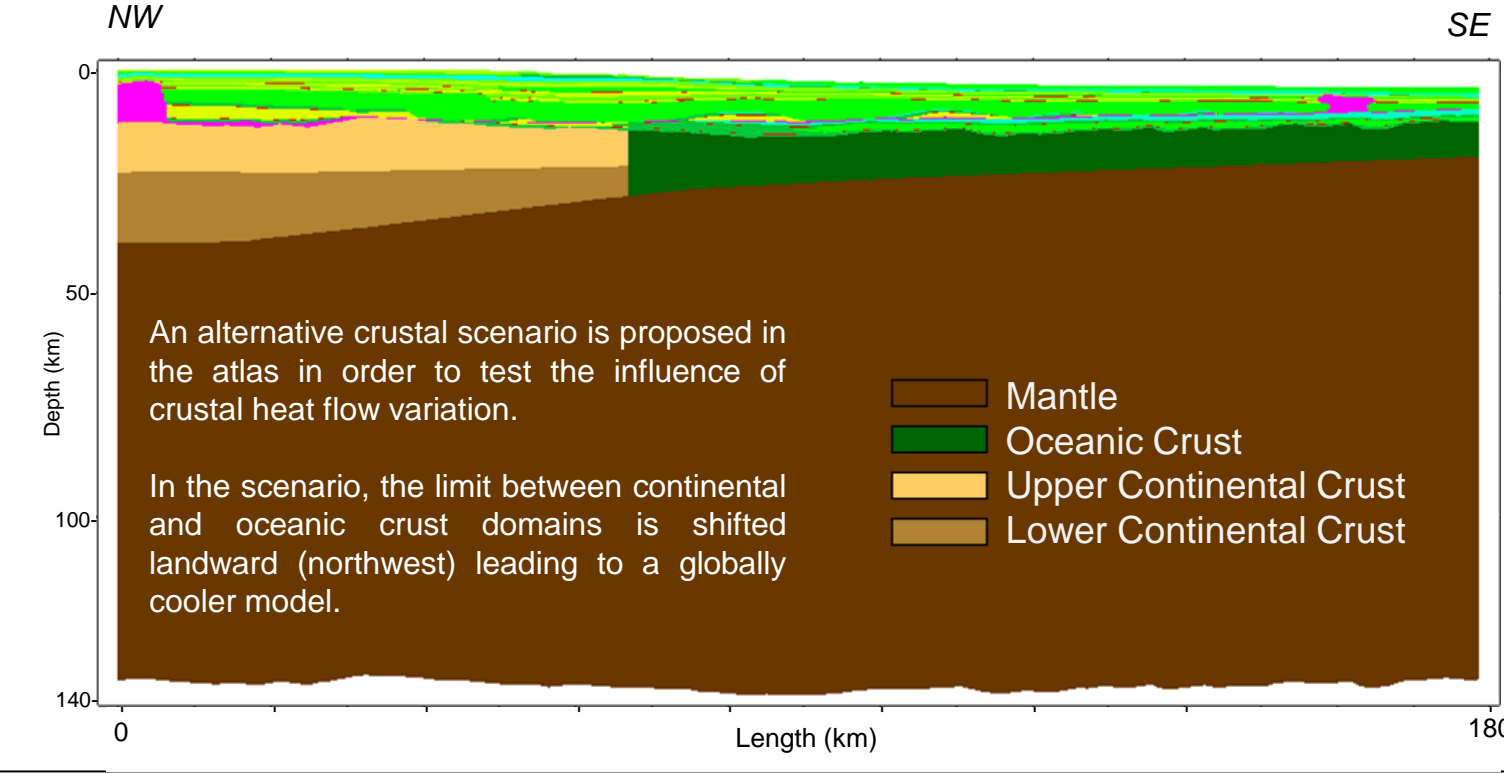 NW
SE
0
50
100
140
Depth (km)
An alternative crustal scenario is proposed in
the atlas in order to test the influence of
crustal heat flow variation.
In the scenario, the limit between continental
and oceanic crust domains is shifted
landward (northwest) leading to a globally
cooler model.
Mantle
Oceanic Crust
Upper Continental Crust
Lower Continental Crust
0
Length (km)
180